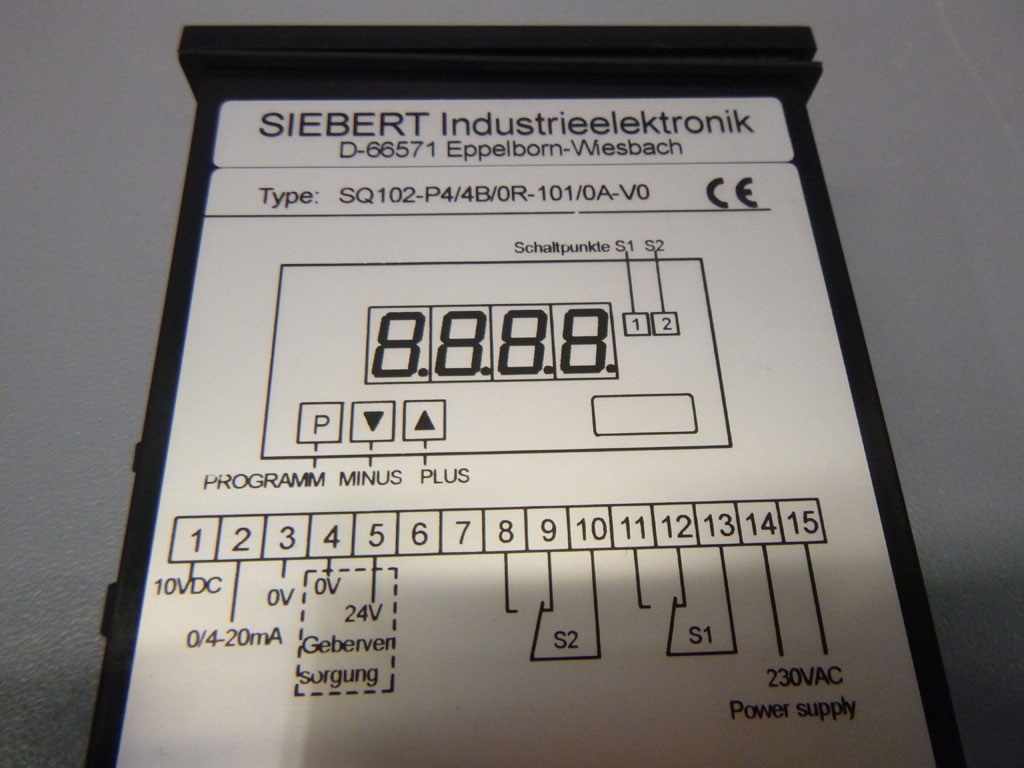 SIEBERT Industrieelektronik
D-66571 Eppelborn-Wiesbach
Type: SQ102-P4/4B/0R-101/0A-V0 CE
Schaltpunkte S1 S2
8.8.8.8. 1 2
P ▼ ▲
PROGRAMM MINUS PLUS
1 2 3 4 5 6 7 8 9 10 11 12 13 14 15
10VDC 0V 0V
24V
0/4-20mA Geberver S2 S1
sorgung 230VAC
Power supply